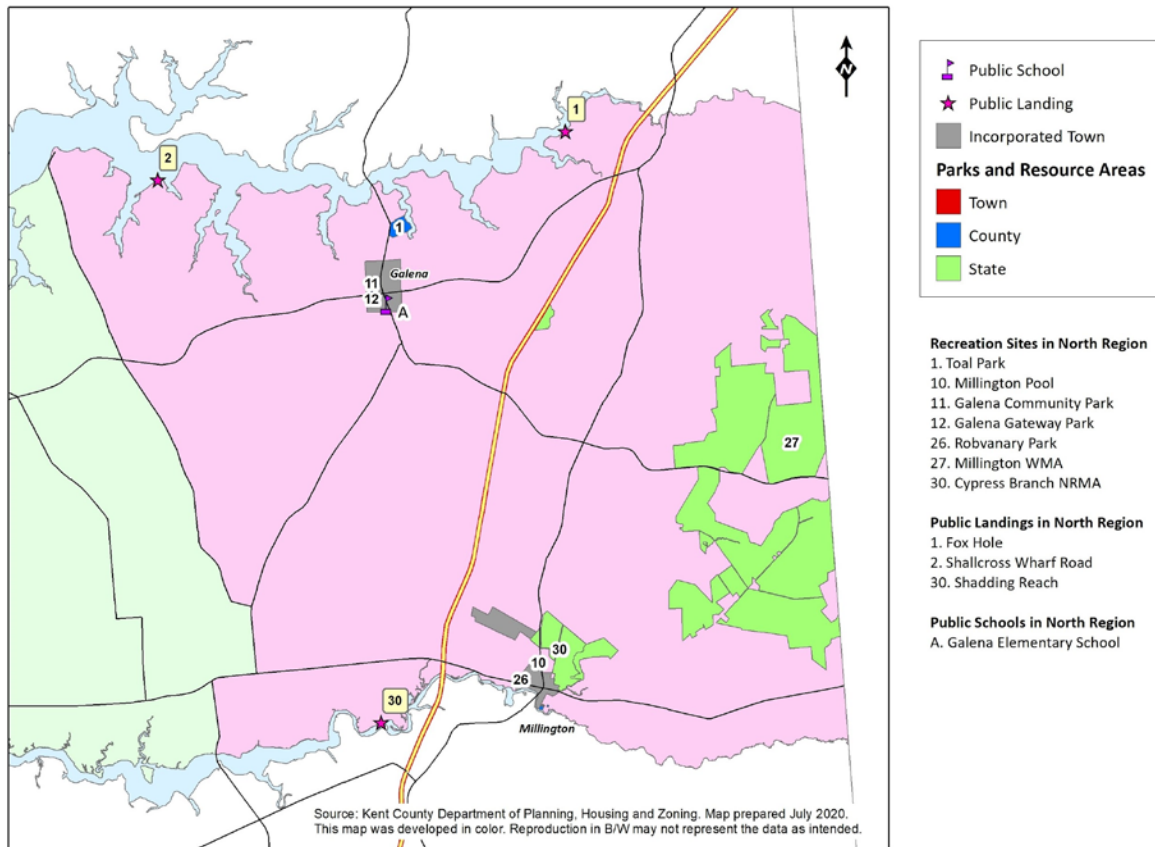 1
2
N
1
Galena
11
12
A
27
30
10
26
30
Millington
Source: Kent County Department of Planning, Housing and Zoning. Map prepared July 2020.
This map was developed in color. Reproduction in B/W may not represent the data as intended.
Public School
Public Landing
Incorporated Town
Parks and Resource Areas
Town
County
State
Recreation Sites in North Region
1. Toal Park
10. Millington Pool
11. Galena Community Park
12. Galena Gateway Park
26. Robvanary Park
27. Millington WMA
30. Cypress Branch NRMA
Public Landings in North Region
1. Fox Hole
2. Shallcross Wharf Road
30. Shadding Reach
Public Schools in North Region
A. Galena Elementary School